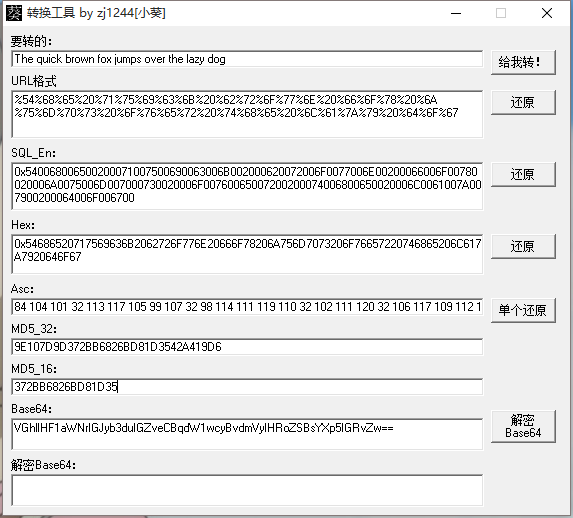 葵 转换工具 by zj1244[小葵]
要转的:
The quick brown fox jumps over the lazy dog
给我转!
URL格式
%54%68%65%20%71%75%69%63%6B%20%62%72%6F%77%6E%20%66%6F%78%20%6A
%75%6D%70%73%20%6F%76%65%72%20%74%68%65%20%6C%61%7A%79%20%64%6F%67
还原
SQL_En:
0x540068006500200071007500690063006B002000620072006F0077006E00200066006F00780
020006A0075006D007000730020006F00760065007200200074006800650020006C0061007A00
7900200064006F006700
还原
Hex:
0x54686520717569636B2062726F776E20666F78206A756D7073206F76657220746865206C617
A7920646F67
还原
Asc:
84 104 101 32 113 117 105 99 107 32 98 114 111 119 110 32 102 111 120 32 106 117 109 112 1
单个还原
MD5_32:
9E107D9D372BB6826BD81D3542A419D6
MD5_16:
372BB6826BD81D35
Base64:
VGhlIHF1aWNrIGJyb3duIGZveCBqdW1wcyBvdmVyIHRoZSBsYXp5IGRvZw==
解密
Base64
解密Base64: